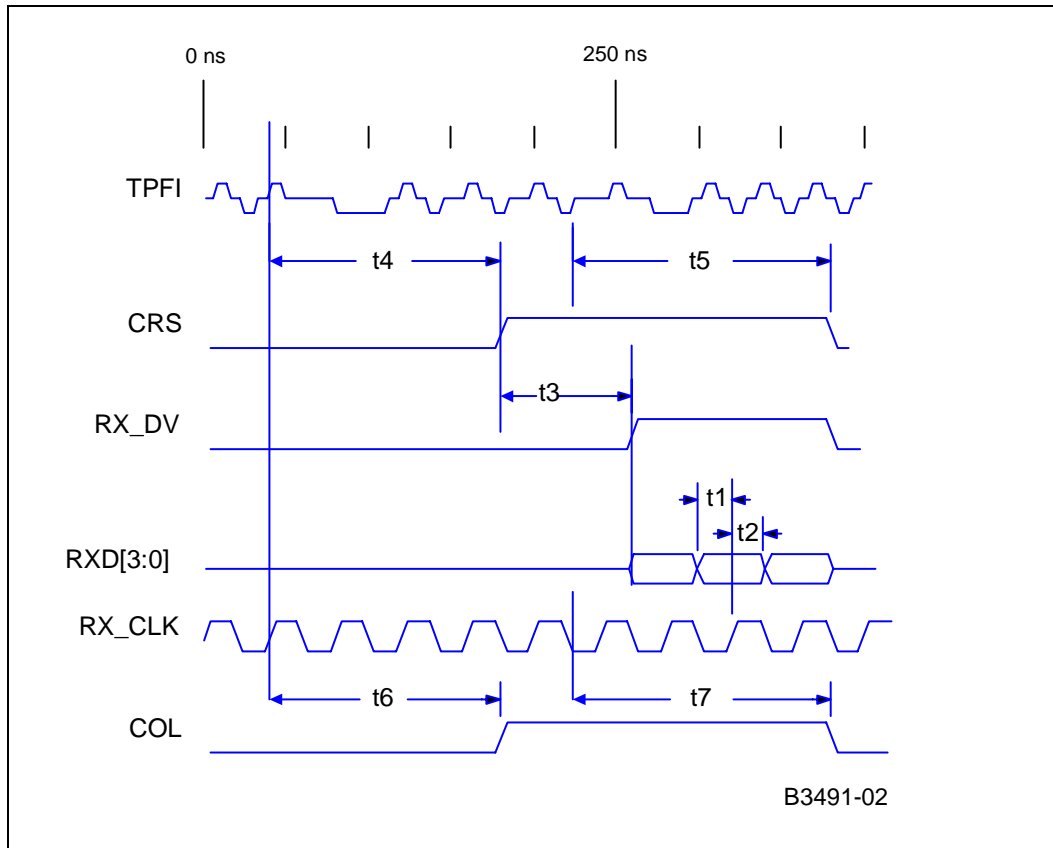 0 ns
250 ns
TPFI
t4
t5
CRS
t3
RX_DV
t1
t2
RXD[3:0]
RX_CLK
t6
t7
COL
B3491-02